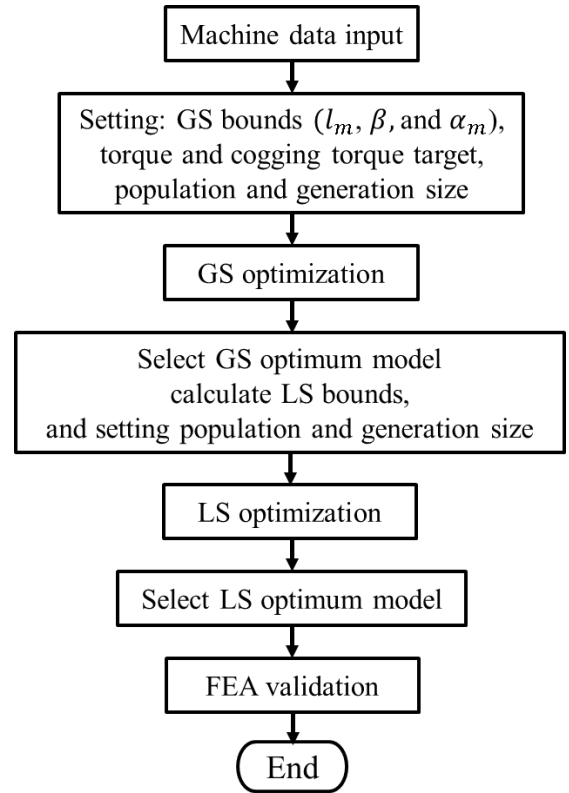 Machine data input
Setting: GS bounds (l_m, β, and α_m),
torque and cogging torque target,
population and generation size
GS optimization
Select GS optimum model
calculate LS bounds,
and setting population and generation size
LS optimization
Select LS optimum model
FEA validation
End